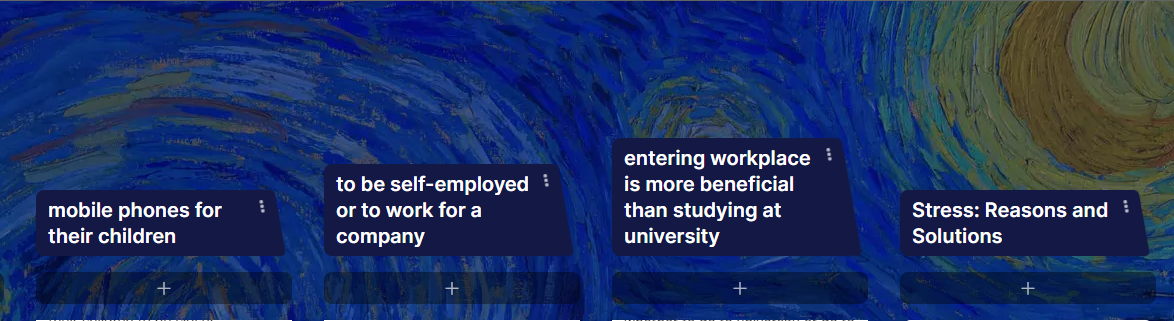 mobile phones for
their children
to be self-employed
or to work for a
company
entering workplace
is more beneficial
than studying at
university
Stress: Reasons and
Solutions